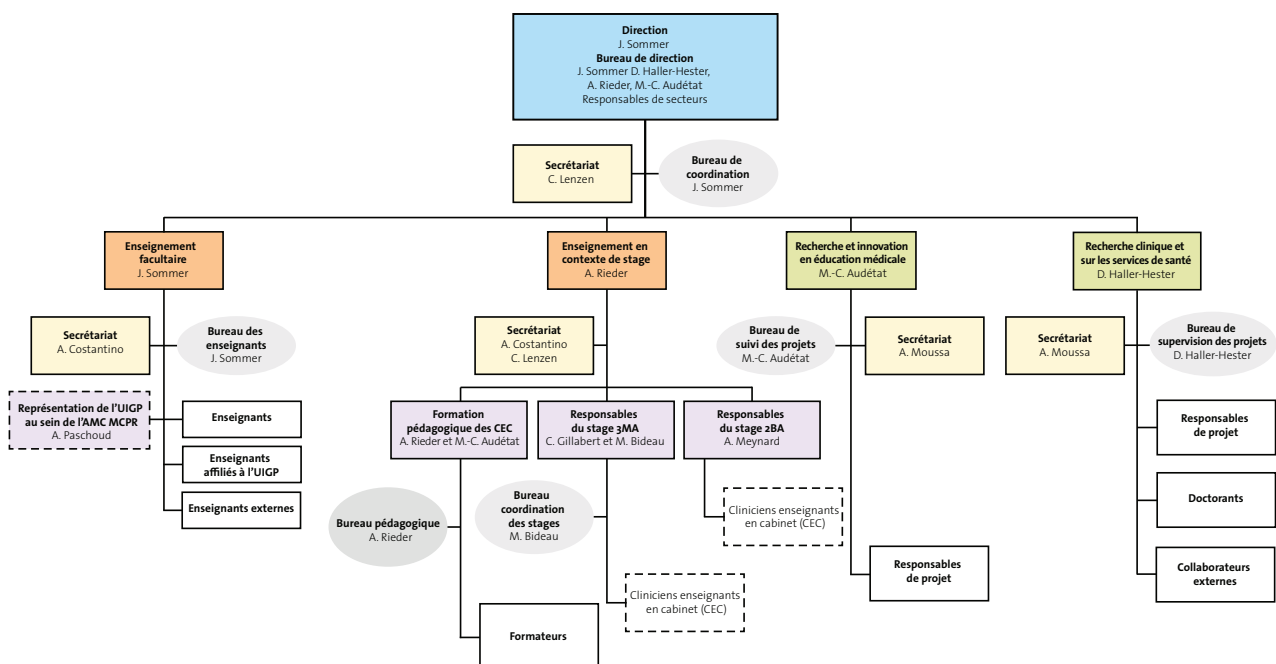 Direction
J. Sommer
Bureau de direction
J. Sommer D. Haller-Hester,
A. Rieder, M.-C. Audétat
Responsables de secteurs
Secrétariat
C. Lenzen
Bureau de
coordination
J. Sommer
Enseignement
facultaire
J. Sommer
Enseignement en
contexte de stage
A. Rieder
Recherche et innovation
en éducation médicale
M.-C. Audétat
Recherche clinique et
sur les services de santé
D. Haller-Hester
Secrétariat
A. Costantino
Bureau des
enseignants
J. Sommer
Secrétariat
A. Costantino
C. Lenzen
Bureau de
suivi des projets
M.-C. Audétat
Secrétariat
A. Moussa
Secrétariat
A. Moussa
Bureau de
supervision des projets
D. Haller-Hester
Représentation de l’UIGP
au sein de l’AMC MCPR
A. Paschoud
Enseignants
Enseignants
affiliés à l’UIGP
Enseignants externes
Formation
pédagogique des CEC
A. Rieder et M.-C. Audétat
Responsables
du stage 3MA
C. Gillabert et M. Bideau
Responsables
du stage 2BA
A. Meynard
Responsables
de projet
Doctorants
Collaborateurs
externes
Bureau pédagogique
A. Rieder
Bureau
coordination
des stages
M. Bideau
Cliniciens enseignants
en cabinet (CEC)
Responsables
de projet
Cliniciens enseignants
en cabinet (CEC)
Formateurs